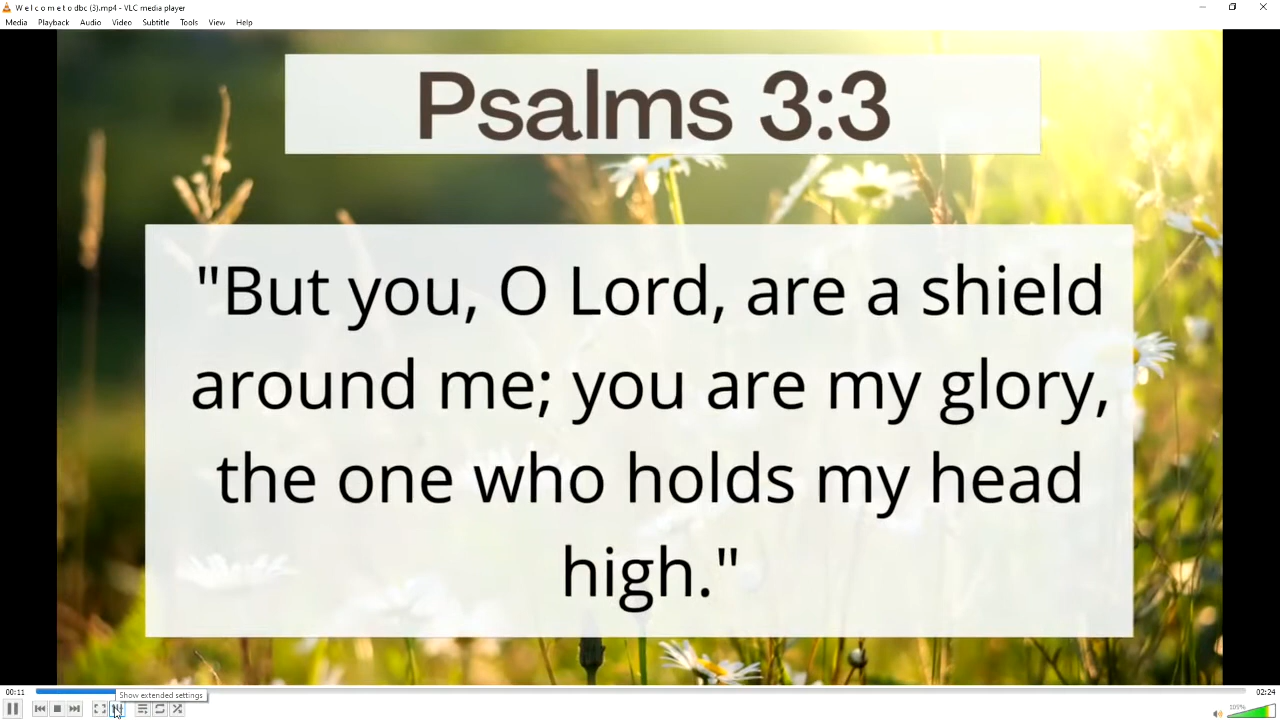 W e l c o m e t o dbc (3).mp4 - VLC media player
Media Playback Audio Video Subtitle Tools View Help
Psalms 3:3
"But you, O Lord, are a shield
around me; you are my glory,
the one who holds my head
high."
00:11
Show extended settings
02:24
105%